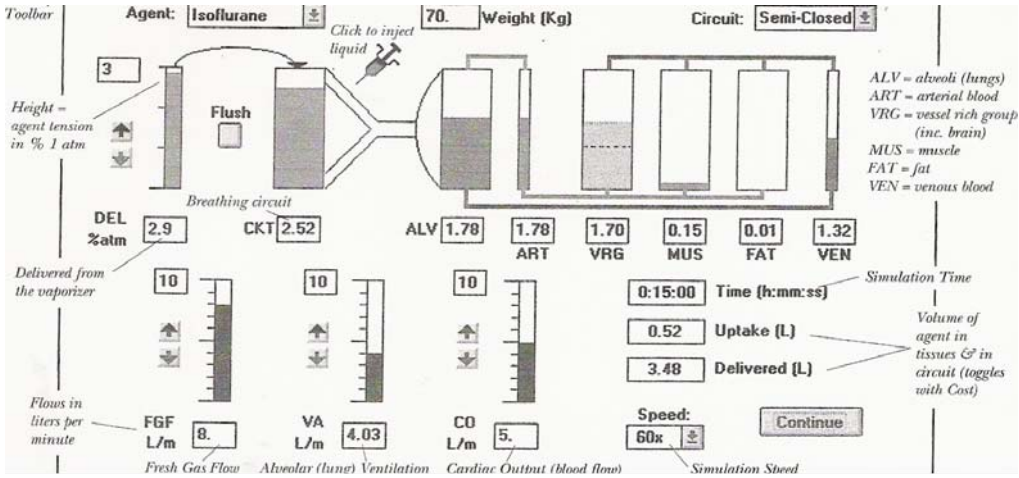 Toolbar
Agent: Isoflurane
70. Weight (Kg)
Circuit: Semi-Closed
Click to inject
liquid
3
Height =
agent tension
in % 1 atm
Flush
ALV = alveoli (lungs)
ART = arterial blood
VRG = vessel rich group
(inc. brain)
MUS = muscle
FAT = fat
VEN = venous blood
Breathing circuit
DEL
%atm
2.9
CKT 2.52
ALV 1.78
1.78
1.70
0.15
0.01
1.32
ART
VRG
MUS
FAT
VEN
Delivered from
the vaporizer
10
10
10
Simulation Time
0:15:00 Time (h:mm:ss)
0.52 Uptake (L)
3.48 Delivered (L)
Volume of
agent in
tissues & in
circuit (toggles
with Cost)
Flows in
liters per
minute
FGF
L/m
8.
VA
L/m
4.03
CO
L/m
5.
Speed:
60x
Continue
Fresh Gas Flow
Alveolar (lung) Ventilation
Cardiac Output (blood flow)
Simulation Speed